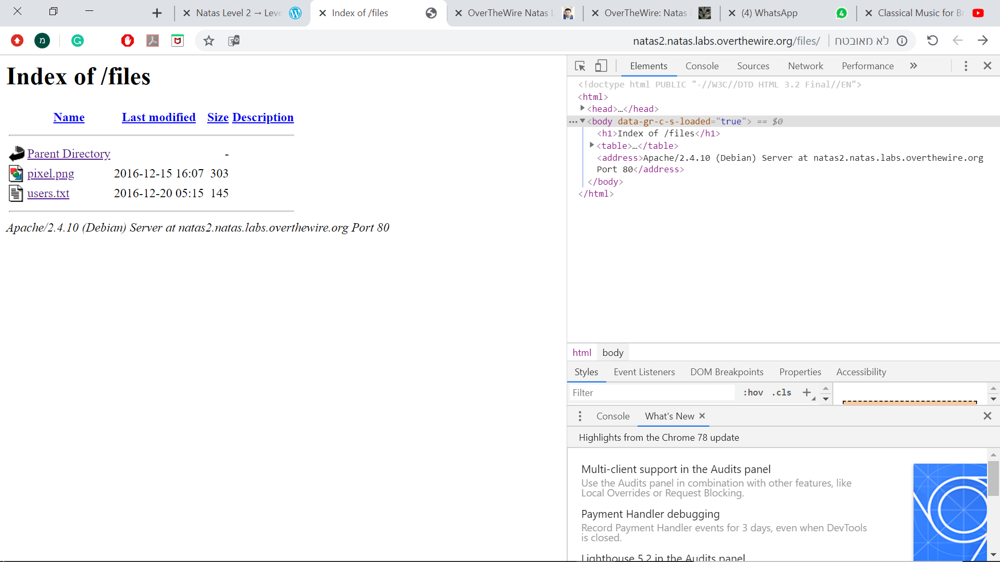 Natas Level 2 → Leve
Index of /files
OverTheWire Natas L
OverTheWire: Natas
(4) WhatsApp
4
Classical Music for Br
מ
natas2.natas.labs.overthewire.org/files/
לא מאובטח
Index of /files
Name Last modified Size Description
Parent Directory -
pixel.png 2016-12-15 16:07 303
users.txt 2016-12-20 05:15 145
Apache/2.4.10 (Debian) Server at natas2.natas.labs.overthewire.org Port 80
Elements Console Sources Network Performance »
<!doctype html PUBLIC "-//W3C//DTD HTML 3.2 Final//EN">
<html>
<head>…</head>
<body data-gr-c-s-loaded="true"> == $0
<h1>Index of /files</h1>
<table>…</table>
<address>Apache/2.4.10 (Debian) Server at natas2.natas.labs.overthewire.org
Port 80</address>
</body>
</html>
html body
Styles Event Listeners DOM Breakpoints Properties Accessibility
Filter :hov .cls +
Console What's New
Highlights from the Chrome 78 update
Multi-client support in the Audits panel
Use the Audits panel in combination with other features, like
Local Overrides or Request Blocking.
Payment Handler debugging
Record Payment Handler events for 3 days, even when DevTools
is closed.
Lighthouse 5.2 in the Audits panel